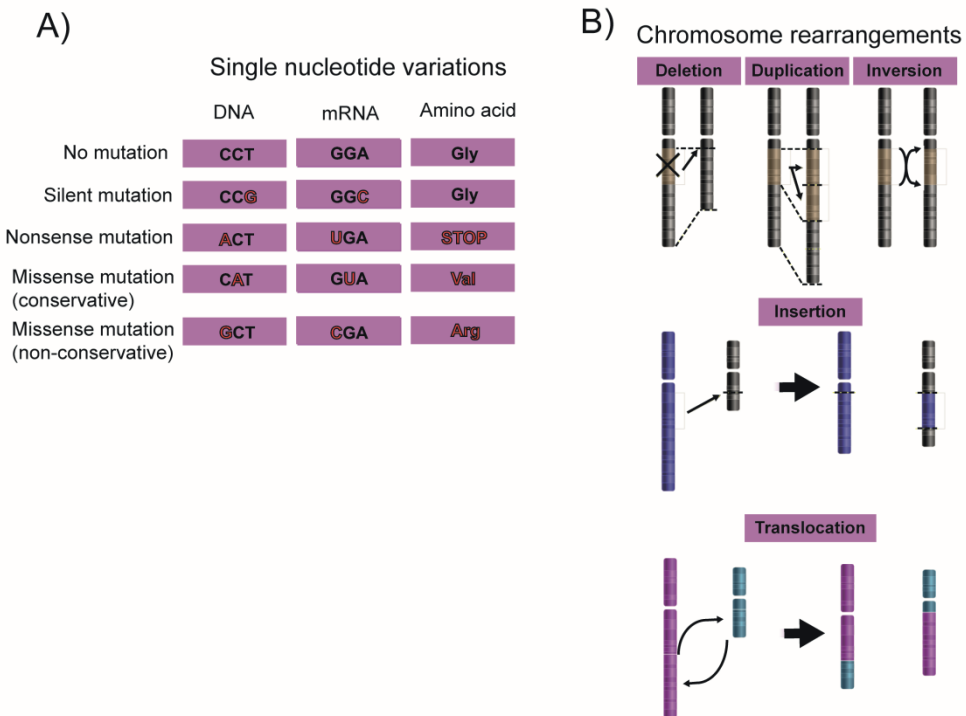 A)
Single nucleotide variations
DNA mRNA Amino acid
No mutation CCT GGA Gly
Silent mutation CCG GGC Gly
Nonsense mutation ACT UGA STOP
Missense mutation
(conservative) CAT GUA Val
Missense mutation
(non-conservative) GCT CGA Arg
B)
Chromosome rearrangements
Deletion Duplication Inversion
Insertion
Translocation